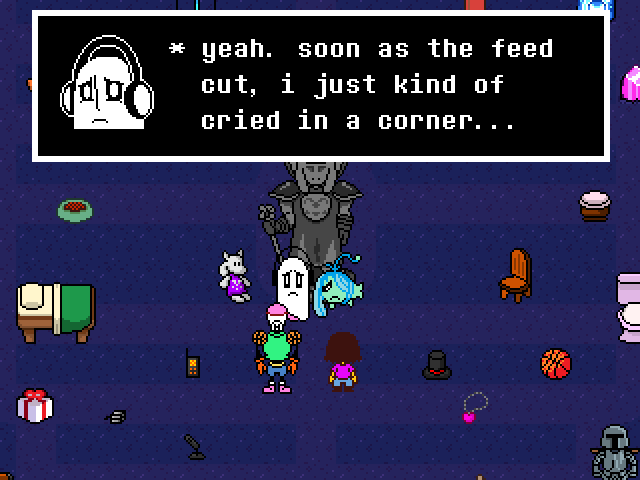 * yeah. soon as the feed
cut, i just kind of
cried in a corner...